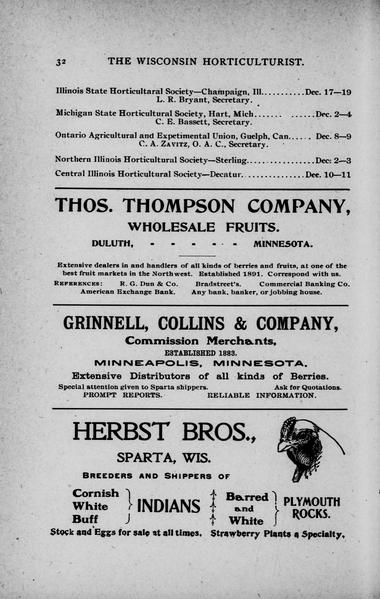 32 THE WISCONSIN HORTICULTURIST.
Illinois State Horticultaral Society—Champaign, Ill...........Dec. 17—19
L. R. Bryant, Secretary.
Michigan State Horticultural Society, Hart, Mich...... ......Dec. 2—4
C. E. Bassett, Secretary.
Ontario Agricultural and Expetimental Union, Guelph, Can..... Dec. 8—9
C. A. ZAVITZ, O. A. C., Secretary.
Northern Illinois Horticultural Society—Sterling.....Dec: 2—3
Central Illinois Horticultural Society—Decatur. ......Dec. 10—11
THOS. THOMPSON COMPANY,
WHOLESALE FRUITS.
DULUTH, - - - - - MINNESOTA.
Extensive dealers in and handlers of all kinds of berries and fruits, at one of the
best fruit markets in the Northwest. Established 1891. Correspond with us.
REFERENCES: R. G. Dun & Co. Bradstreet's. Commercial Banking Co.
American Exchange Bank. Any bank, banker, or jobbing house.
GRINNELL, COLLINS & COMPANY,
Commission Merchants,
ESTABLISHED 1883.
MINNEAPOLIS, MINNESOTA.
Extensive Distributors of all kinds of Berries.
Special attention given to Sparta shippers. Ask for Quotations.
PROMPT REPORTS. RELIABLE INFORMATION.
HERBST BROS.,
SPARTA, WIS.
BREEDERS AND SHIPPERS OF
Cornish
White
Buff
INDIANS
Barred
and
White
PLYMOUTH
ROCKS.
Stock and Eggs for sale at all times. Strawberry Plants a Specialty.